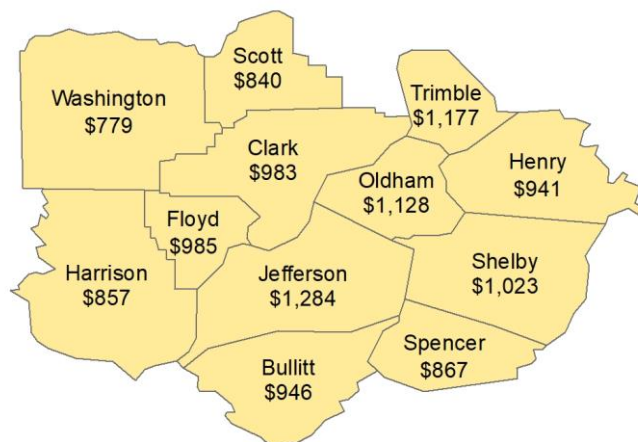 Scott
$840
Trimble
$1,177
Washington
$779
Clark
$983
Henry
$941
Oldham
$1,128
Floyd
$985
Harrison
$857
Jefferson
$1,284
Shelby
$1,023
Spencer
$867
Bullitt
$946